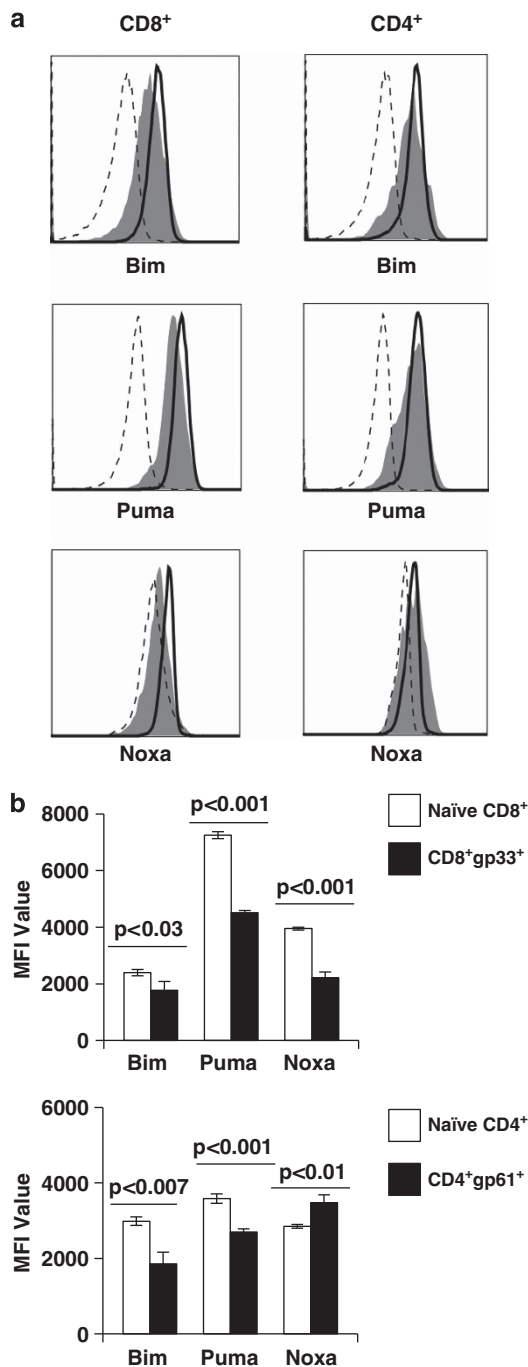 a
CD8⁺ CD4⁺
Bim Bim
Puma Puma
Noxa Noxa
b
8000
6000
4000
2000
0
MFI Value
p<0.03
p<0.001
p<0.001
Bim Puma Noxa
Naïve CD8⁺
CD8⁺gp33⁺
6000
4000
2000
0
MFI Value
p<0.007
p<0.001
p<0.01
Bim Puma Noxa
Naïve CD4⁺
CD4⁺gp61⁺